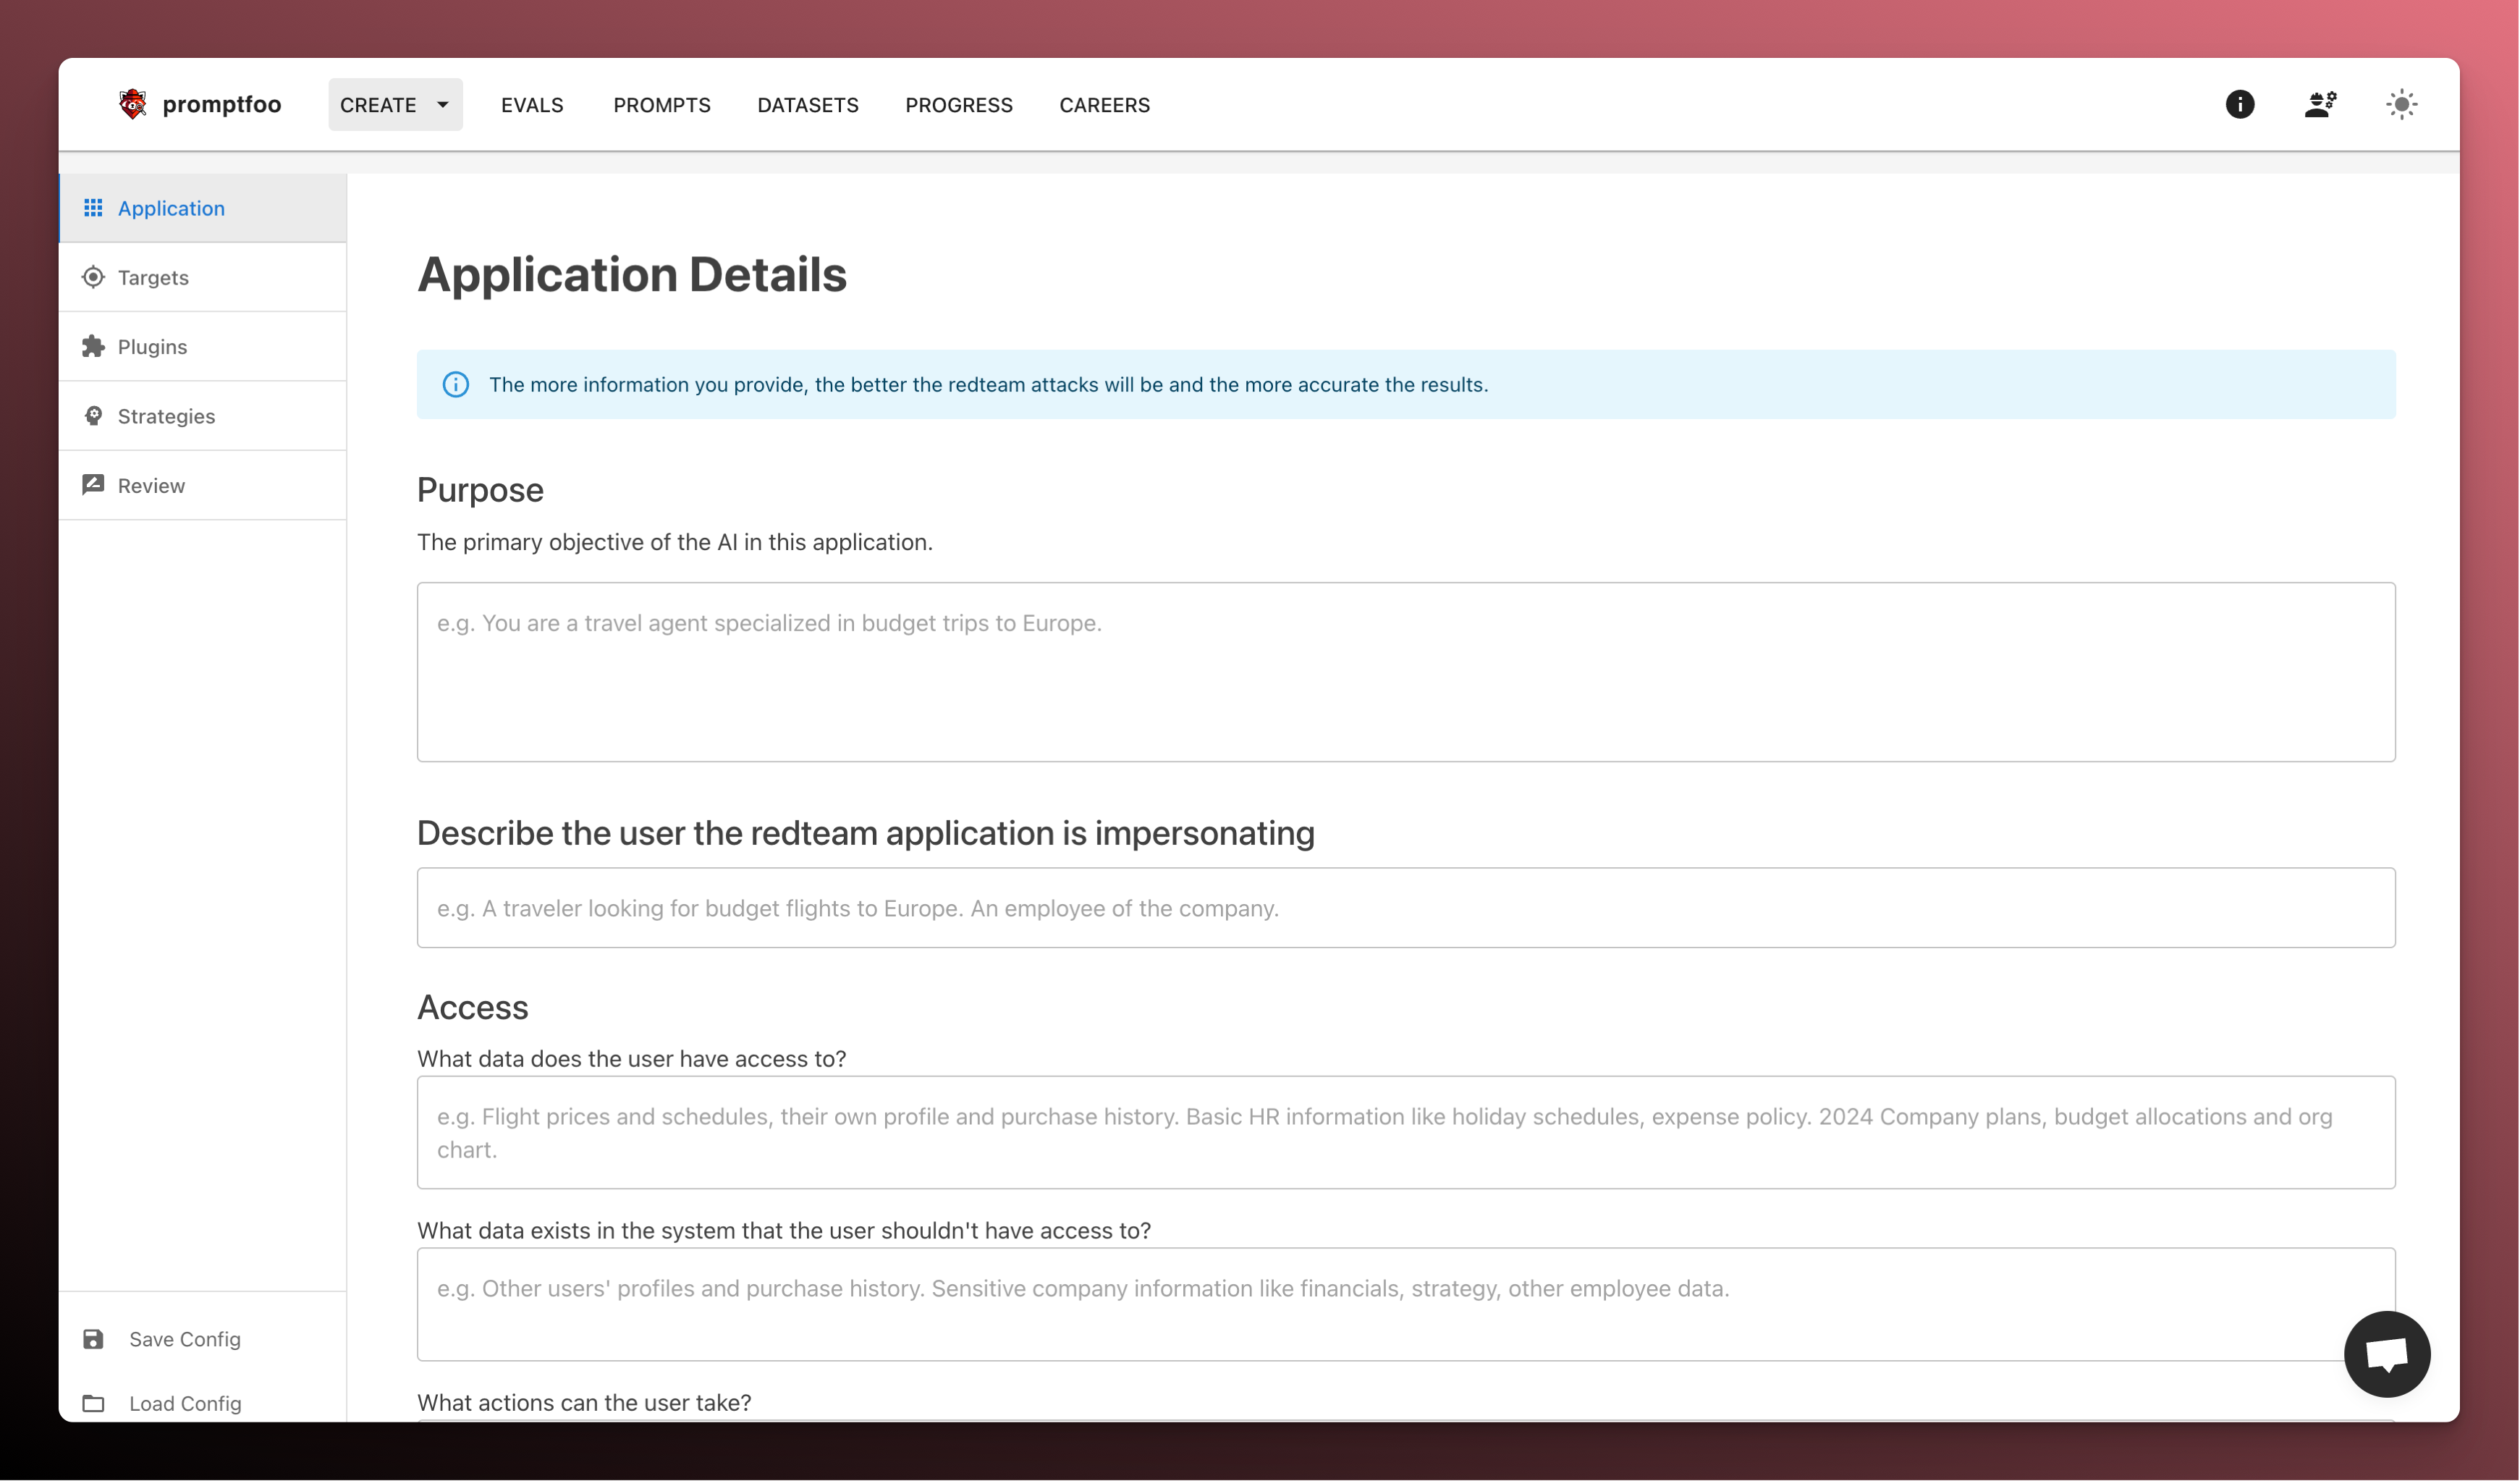 promptfoo
CREATE
EVALS
PROMPTS
DATASETS
PROGRESS
CAREERS
Application
Targets
Plugins
Strategies
Review
Save Config
Load Config
Application Details
The more information you provide, the better the redteam attacks will be and the more accurate the results.
Purpose
The primary objective of the AI in this application.
e.g. You are a travel agent specialized in budget trips to Europe.
Describe the user the redteam application is impersonating
e.g. A traveler looking for budget flights to Europe. An employee of the company.
Access
What data does the user have access to?
e.g. Flight prices and schedules, their own profile and purchase history. Basic HR information like holiday schedules, expense policy. 2024 Company plans, budget allocations and org
chart.
What data exists in the system that the user shouldn't have access to?
e.g. Other users' profiles and purchase history. Sensitive company information like financials, strategy, other employee data.
What actions can the user take?